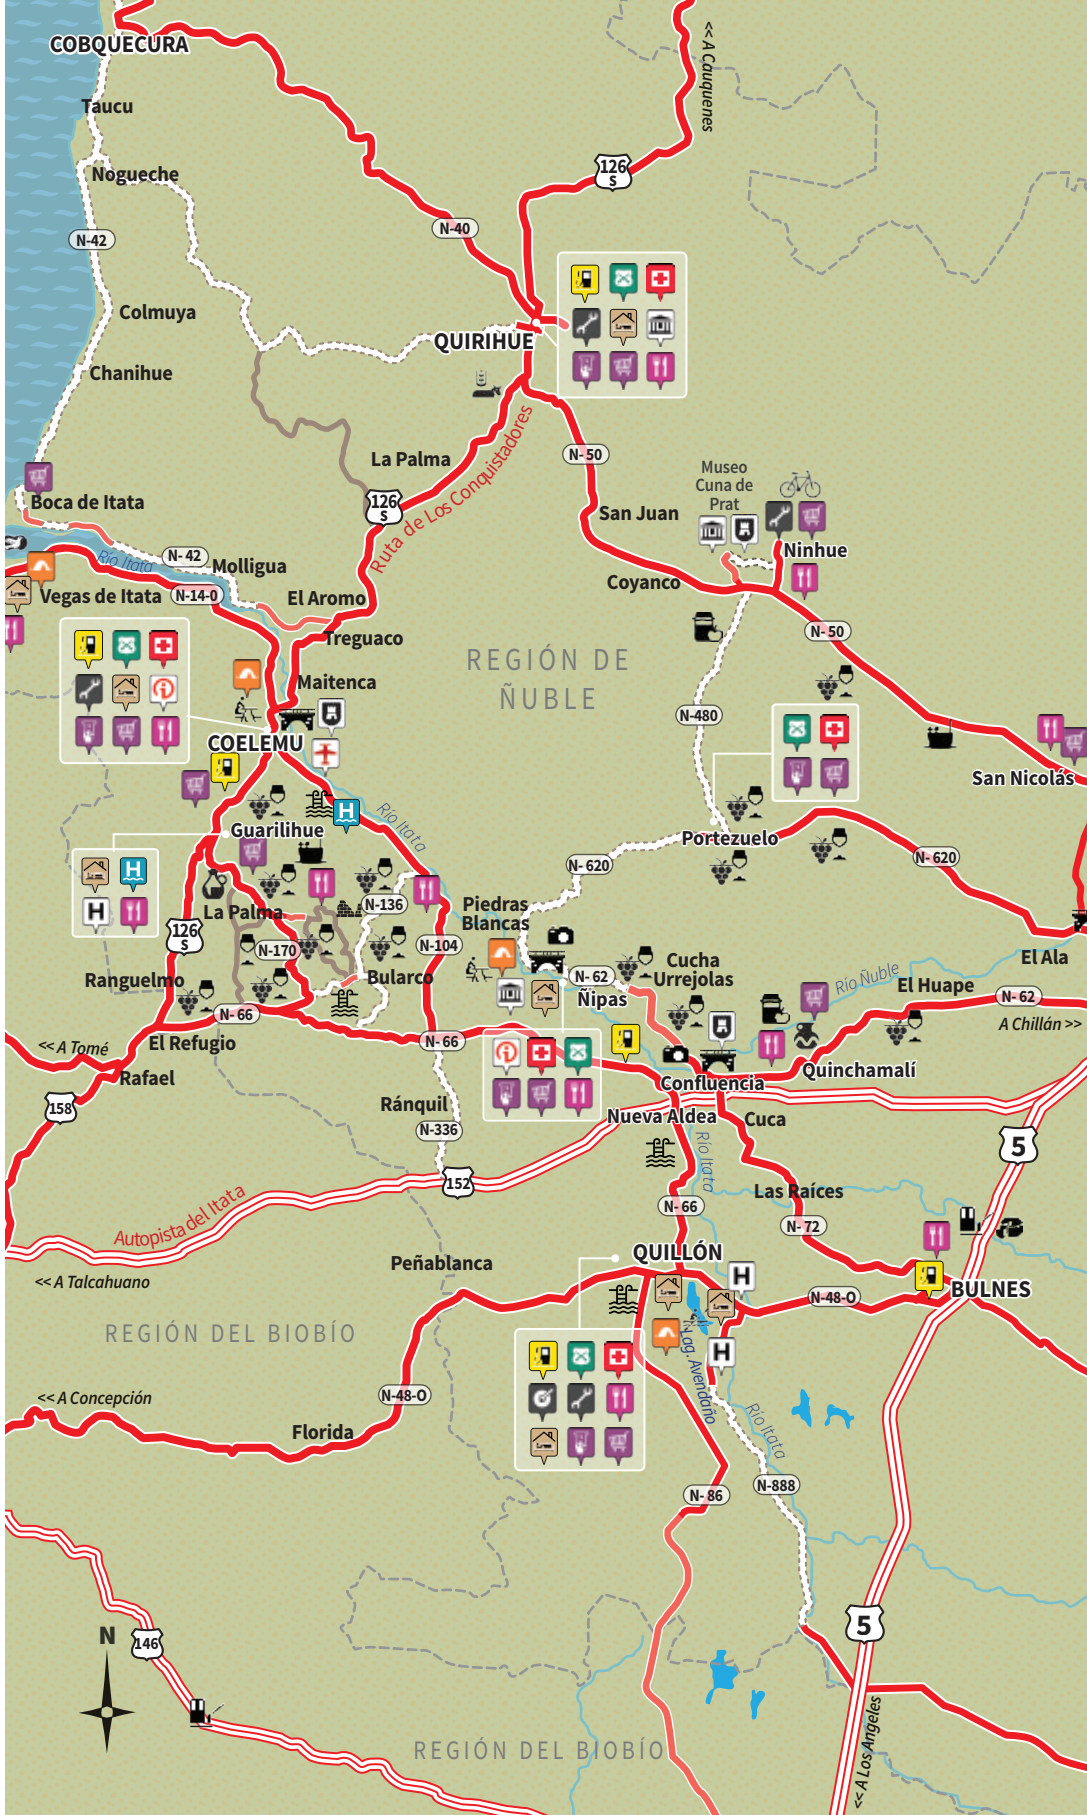 COBQUECURA
<< A Cauquenes
Taucu
126
S
Nogueche
N-40
N-42
Colmuya
QUIRIHUE
Chanihue
Ruta de Los Conquistadores
La Palma
N-50
Museo
Cuna de
Prat
Boca de Itata
126
S
San Juan
Ninhue
Río Itata
N-42
Molligua
Coyanco
Vegas de Itata
N-14-0
El Aromo
N-50
Treguaco
REGIÓN DE
ÑUBLE
Maitenca
N-480
COELEMU
San Nicolás
H
Río Itata
Guarilihue
Portezuelo
N-620
N-620
H
H
La Palma
N-136
Piedras
Blancas
126
S
N-170
N-104
El Ala
Ranguelmo
Bularco
N-62
Cucha
Urrejolas
Río Ñuble
El Huape
Ñipas
N-62
N-66
A Chillán >>
<< A Tomé
El Refugio
N-66
Rafael
Confluencia
Quinchamalí
158
Ránquil
Nueva Aldea
Cuca
N-336
5
Río Itata
152
Las Raíces
Autopista del Itata
N-66
N-72
Peñablanca
QUILLÓN
<< A Talcahuano
H
BULNES
N-48-O
REGIÓN DEL BIOBÍO
H
Lag. Avendaño
<< A Concepción
N-48-O
Río Itata
Florida
N-86
N-888
5
N
146
REGIÓN DEL BIOBÍO
<< A Los Angeles